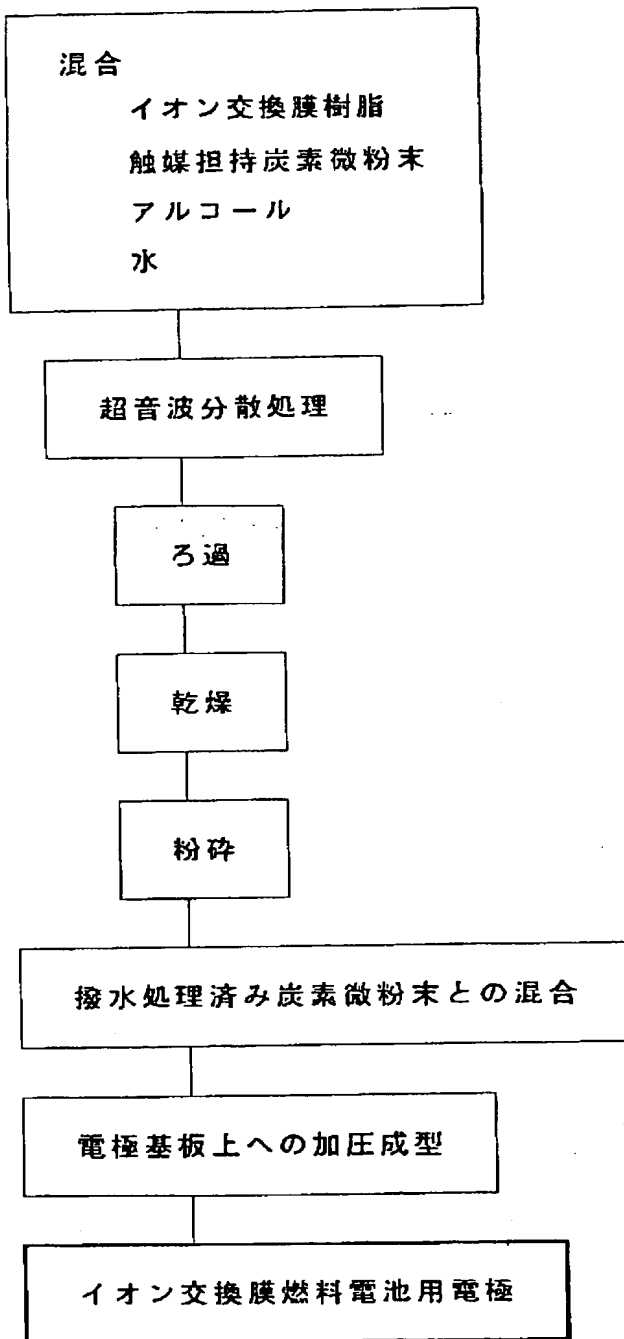 混合
イオン交換膜樹脂
触媒担持炭素微粉末
アルコール
水
超音波分散処理
ろ過
乾燥
粉砕
撥水処理済み炭素微粉末との混合
電極基板上への加圧成型
イオン交換膜燃料電池用電極